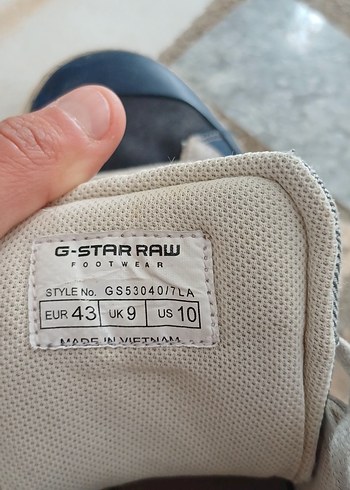 G-STAR RAW
FOOTWEAR
STYLE No. GS53040/7LA
EUR 43 UK 9 US 10
MADE IN VIETNAM